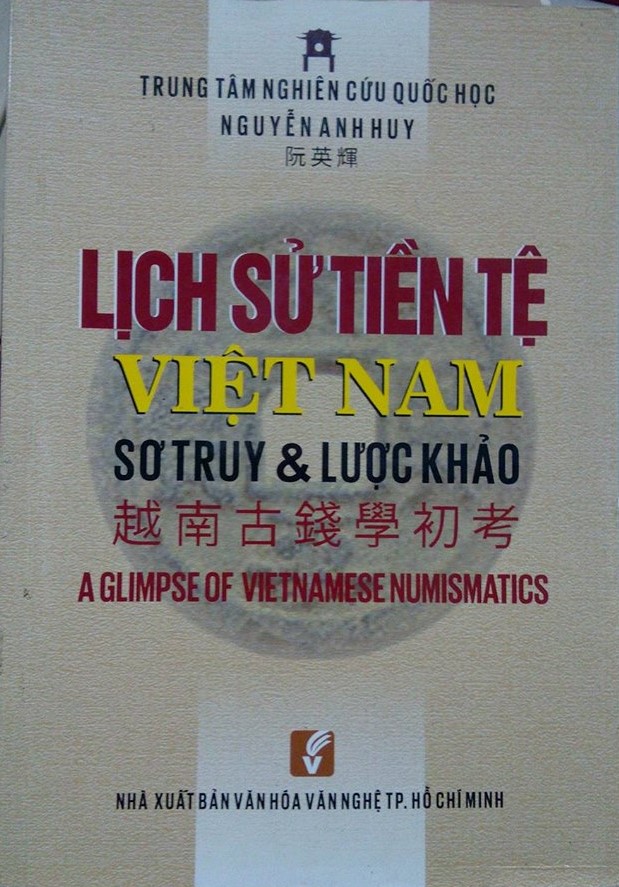 TRUNG TÂM NGHIÊN CỨU QUỐC HỌC
NGUYỄN ANH HUY
阮英輝
LỊCH SỬ TIỀN TỆ
VIỆT NAM
SƠ TRUY & LƯỢC KHẢO
越南古錢學初考
A GLIMPSE OF VIETNAMESE NUMISMATICS
V
NHÀ XUẤT BẢN VĂN HÓA VĂN NGHỆ TP. HỒ CHÍ MINH